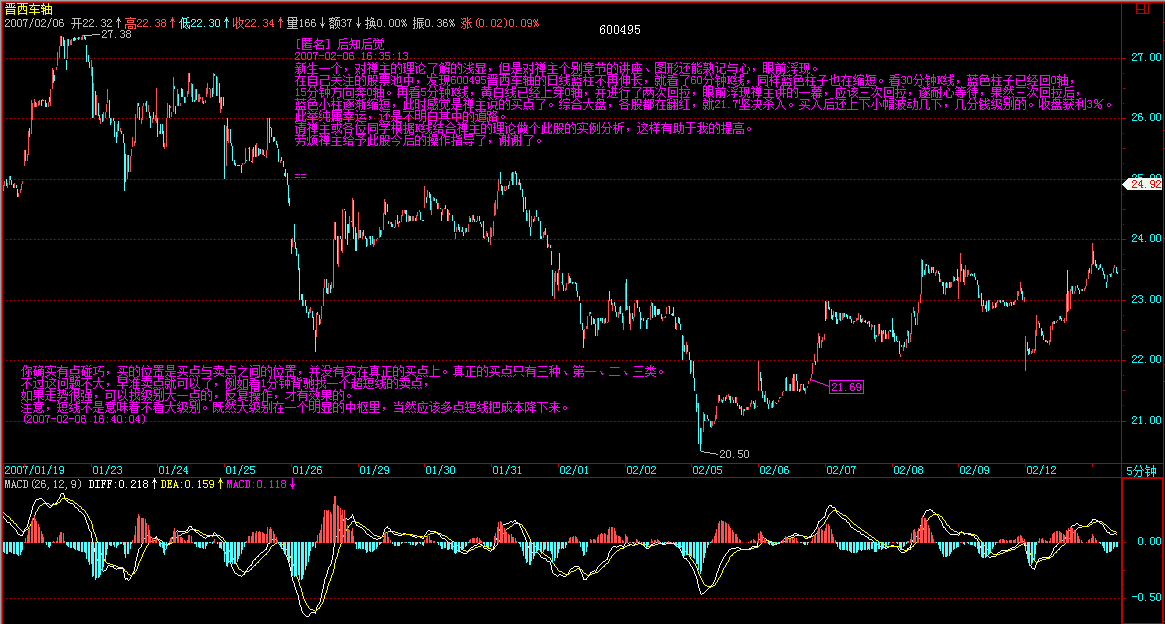 晋西车轴
2007/02/06 开22.32↑高22.38↑低22.30↑收22.34↑量166↓额37↓换0.00% 振0.36% 涨(0.02)0.09%
27.38
600495
[匿名] 后知后觉
2007-02-06 16:35:13
新生一个，对禅主的理论了解的浅显，但是对禅主个别章节的讲座、图形还能熟记与心，眼前浮现。
在自己关注的股票池中，发现600495晋西车轴的日线蓝柱不再伸长，就看了60分钟K线，同样蓝色柱子也在缩短。看30分钟K线，蓝色柱子已经回0轴，
15分钟方向奔0轴。再看5分钟K线，黄白线已经上穿0轴，并进行了两次回拉，眼前浮现禅主讲的一幕，应该三次回拉，遂耐心等待，果然三次回拉后，
蓝色小柱逐渐缩短，此时感觉是禅主说的买点了。综合大盘，各股都在翻红，就21.7坚决杀入。买入后还上下小幅波动几下，几分钱级别的。收盘获利3%。
此举纯属幸运，还是不明白其中的道路。
请禅主或各位同学根据K线结合禅主的理论做个此股的实例分析，这样有助于我的提高。
劳烦禅主给予此股今后的操作指导了，谢谢了。
==
你确实有点碰巧，买的位置是买点与卖点之间的位置，并没有买在真正的买点上。真正的买点只有三种、第一、二、三类。
不过这问题不大，早准卖点就可以了，例如看1分钟背驰找一个超短线的卖点，
如果走势很强，可以找级别大一点的，反复操作，才有效果的。
注意，短线不是意味着不看大级别。既然大级别在一个明显的中枢里，当然应该多点短线把成本降下来。
(2007-02-06 18:40:04)
21.69
20.50
27.00
26.00
25.00
24.92
24.00
23.00
22.00
21.00
2007/01/19 01/23 01/24 01/25 01/26 01/29 01/30 01/31 02/01 02/02 02/05 02/06 02/07 02/08 02/09 02/12 5分钟
MACD(26,12,9) DIFF:0.218↑DEA:0.159↑MACD:0.118↓
0.00
-0.50